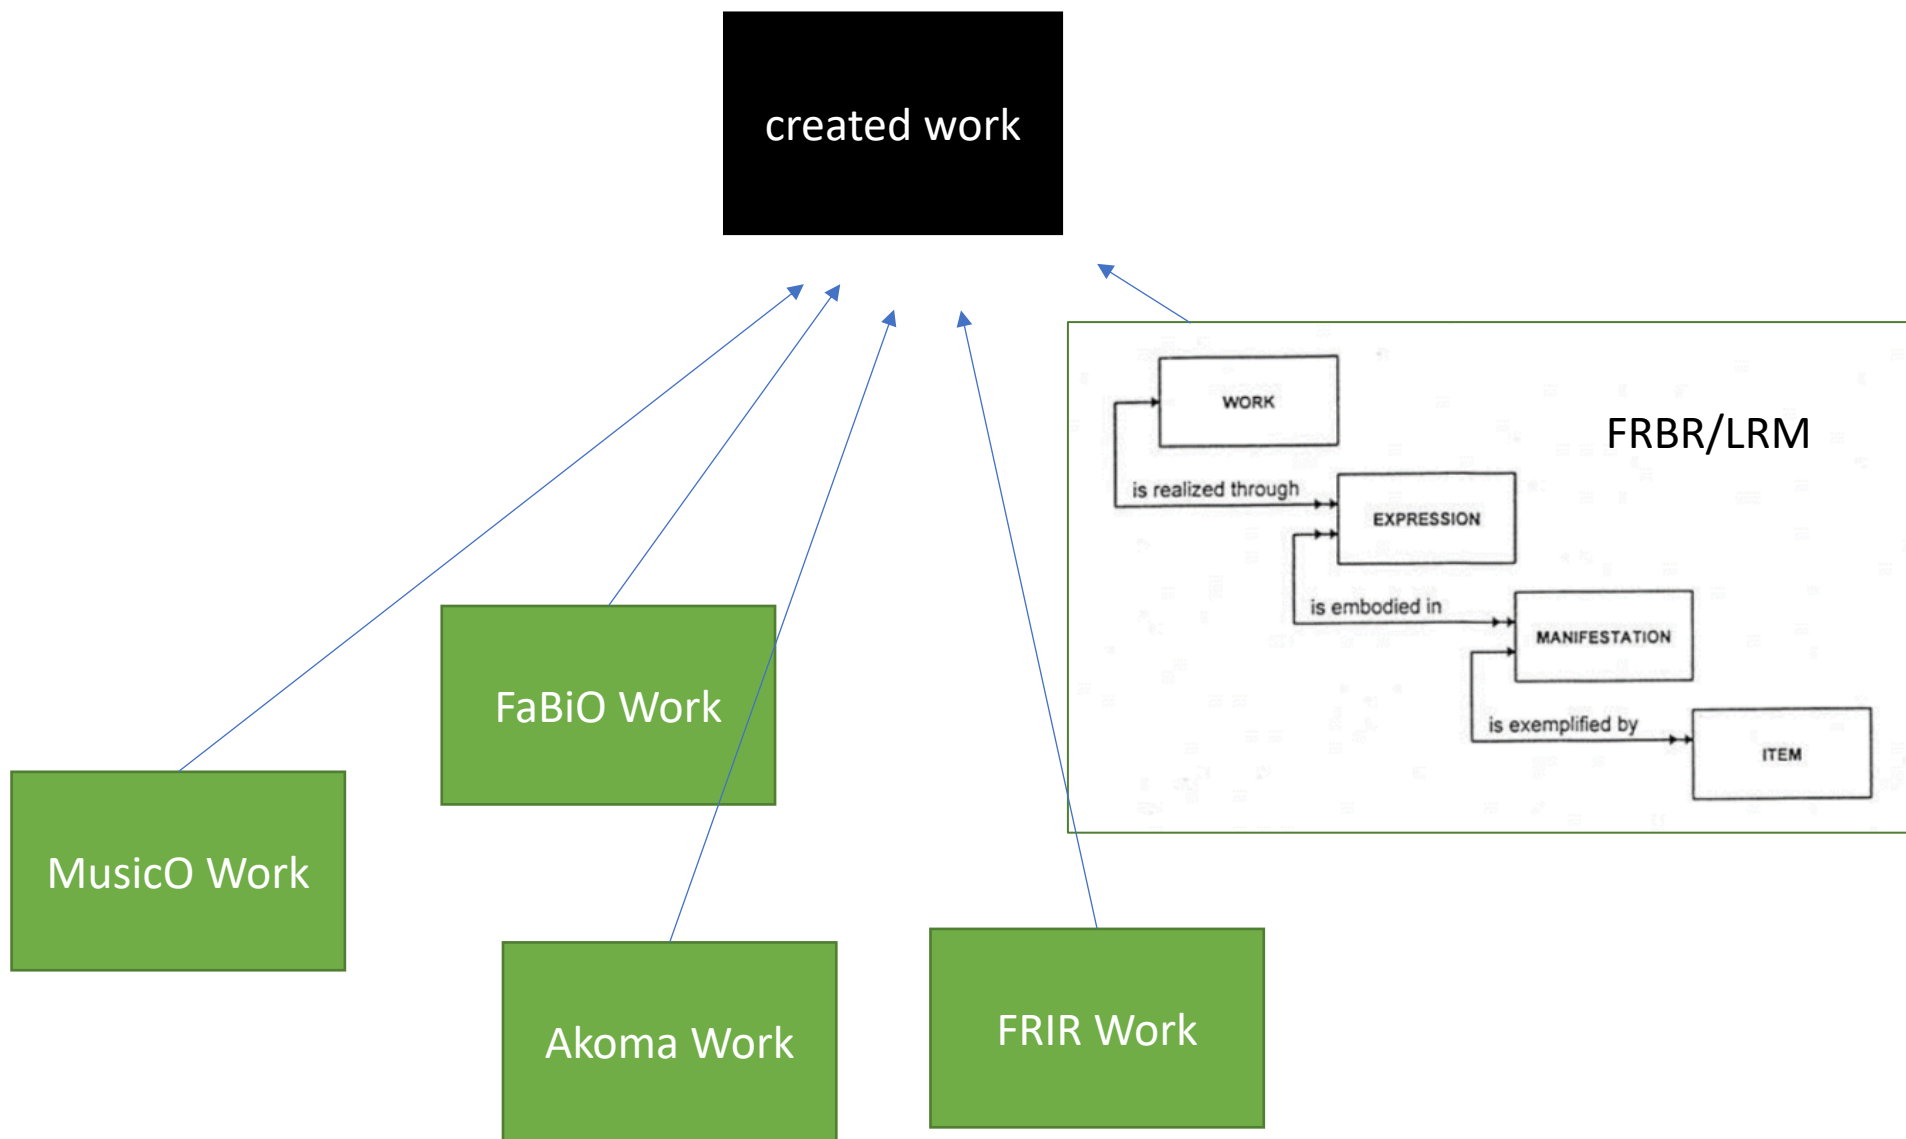 created work
WORK
FRBR/LRM
is realized through
EXPRESSION
is embodied in
MANIFESTATION
is exemplified by
ITEM
FaBiO Work
MusicO Work
Akoma Work
FRIR Work